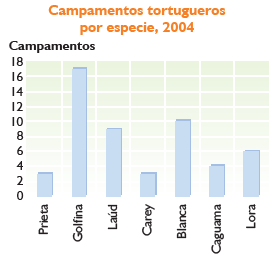 Campamentos tortugueros
por especie, 2004
Campamentos
18
16
14
12
10
8
6
4
2
0
Prieta
Golfina
Laúd
Carey
Blanca
Caguama
Lora